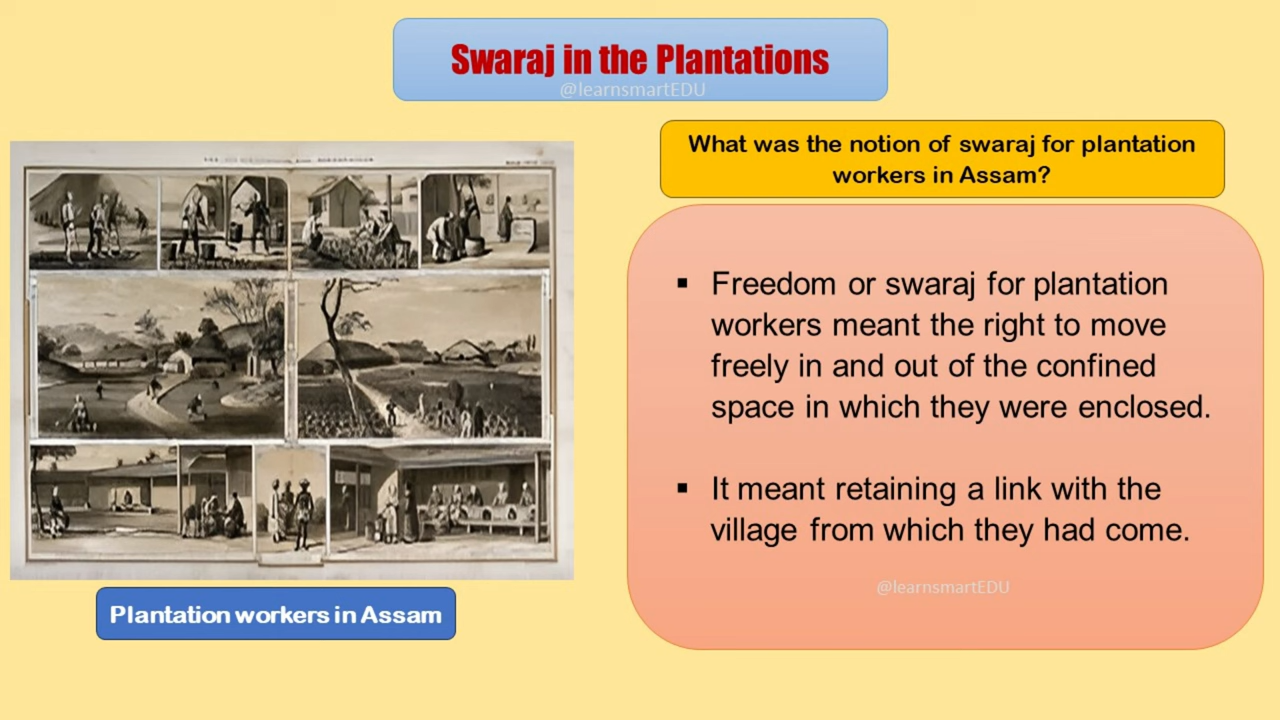 Swaraj in the Plantations
@learnsmartEDU
What was the notion of swaraj for plantation
workers in Assam?
▪ Freedom or swaraj for plantation
workers meant the right to move
freely in and out of the confined
space in which they were enclosed.
▪ It meant retaining a link with the
village from which they had come.
@learnsmartEDU
Plantation workers in Assam